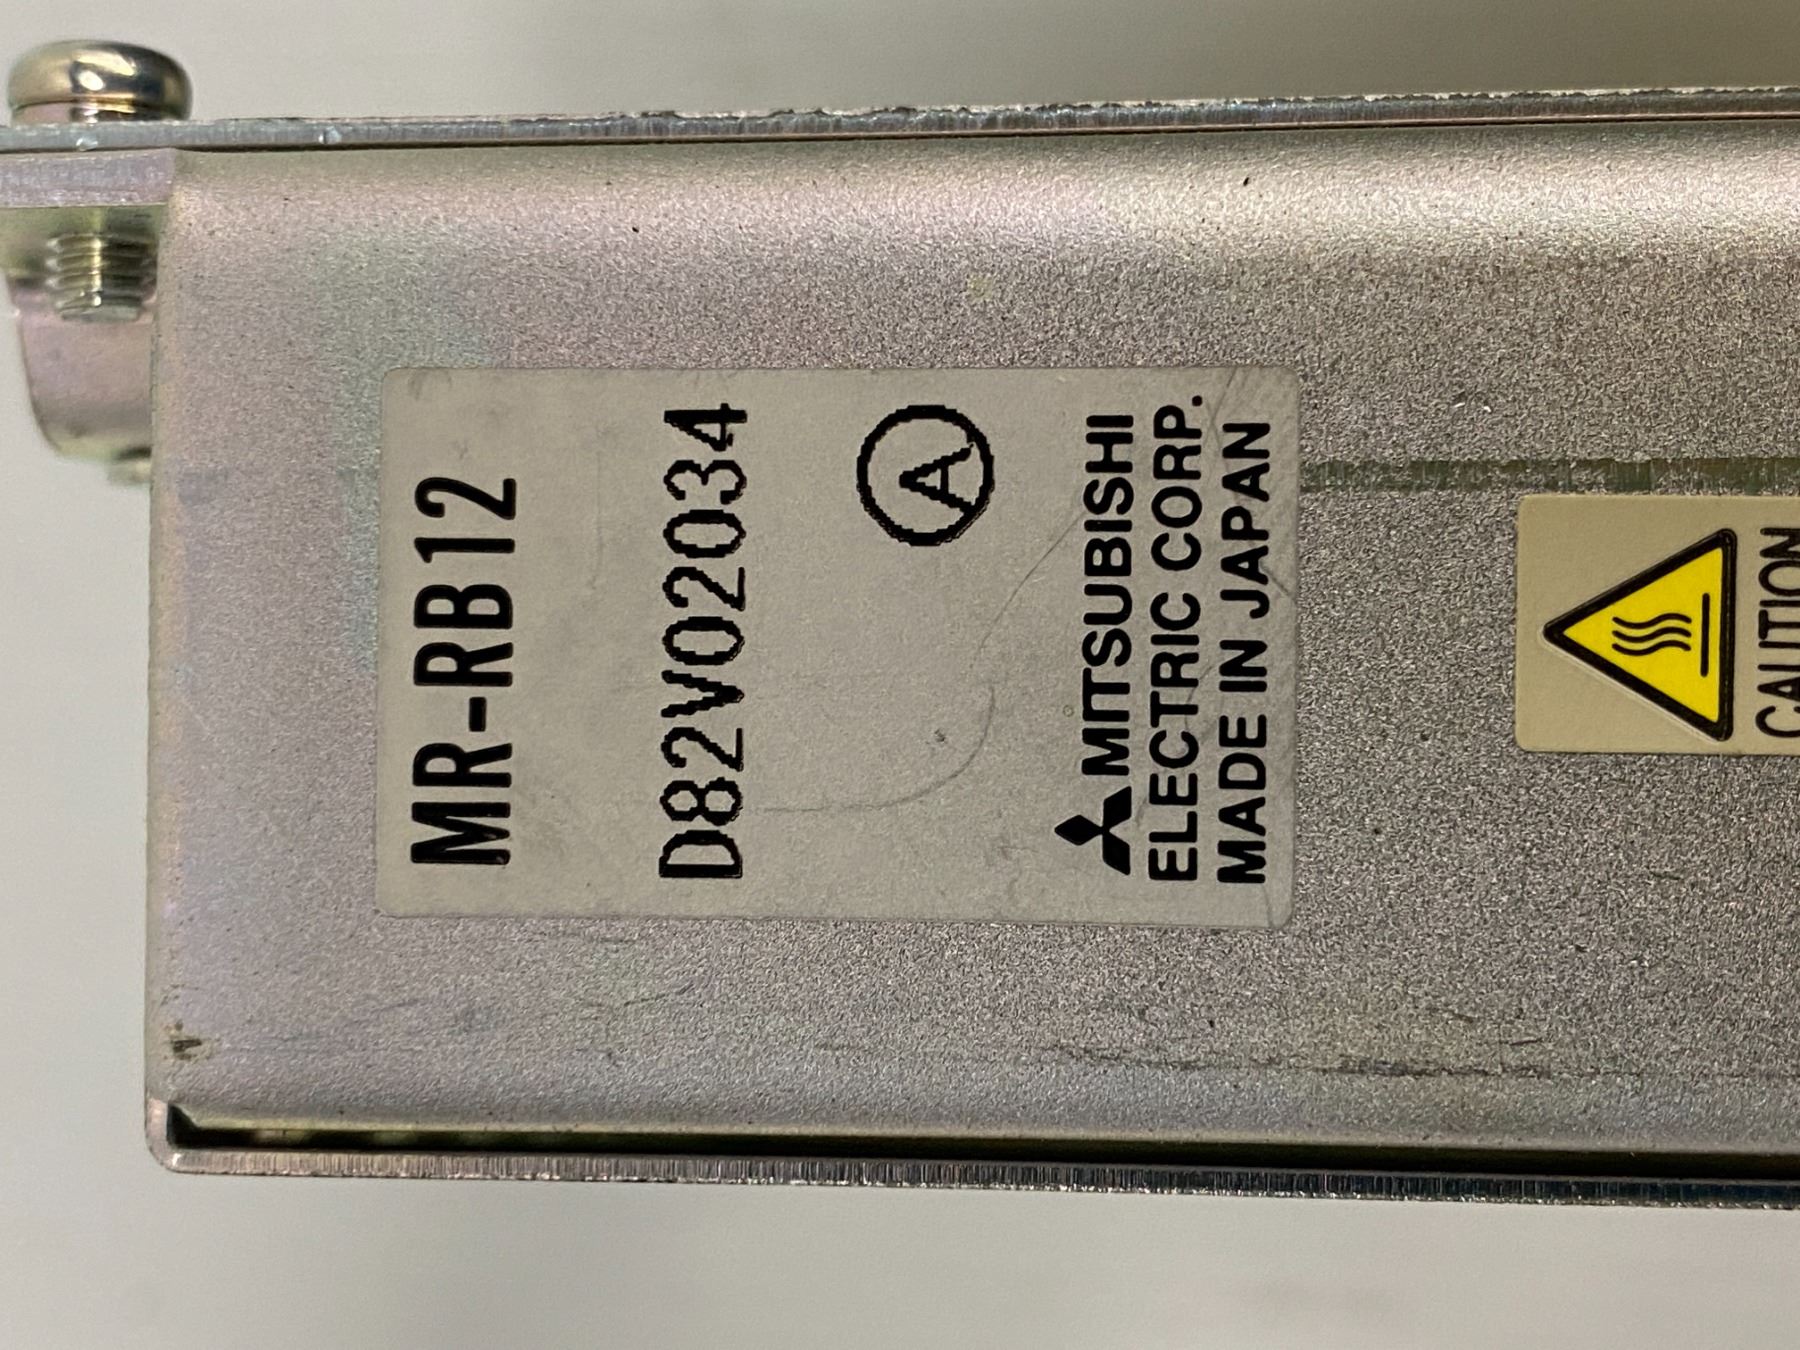 MR-RB12
D82V02034
A
MITSUBISHI
ELECTRIC CORP.
MADE IN JAPAN
CAUTION